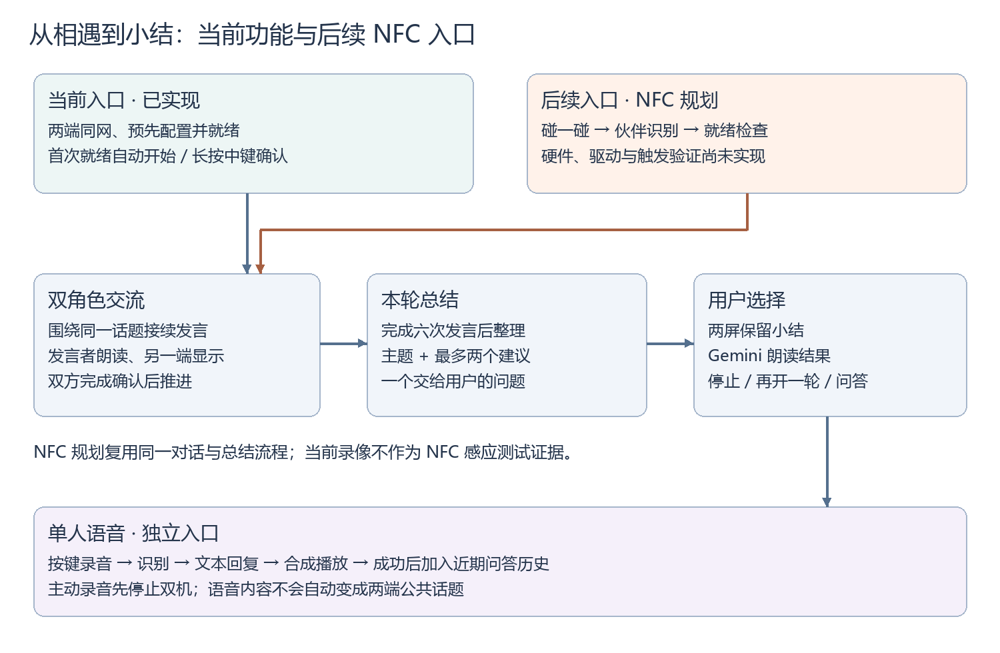 从相遇到小结：当前功能与后续 NFC 入口
当前入口 · 已实现
两端同网、预先配置并就绪
首次就绪自动开始 / 长按中键确认
后续入口 · NFC 规划
碰一碰 → 伙伴识别 → 就绪检查
硬件、驱动与触发验证尚未实现
双角色交流
围绕同一话题接续发言
发言者朗读、另一端显示
双方完成确认后推进
本轮总结
完成六次发言后整理
主题 + 最多两个建议
一个交给用户的问题
用户选择
两屏保留小结
Gemini 朗读结果
停止 / 再开一轮 / 问答
NFC 规划复用同一对话与总结流程；当前录像不作为 NFC 感应测试证据。
单人语音 · 独立入口
按键录音 → 识别 → 文本回复 → 合成播放 → 成功后加入近期问答历史
主动录音先停止双机；语音内容不会自动变成两端公共话题